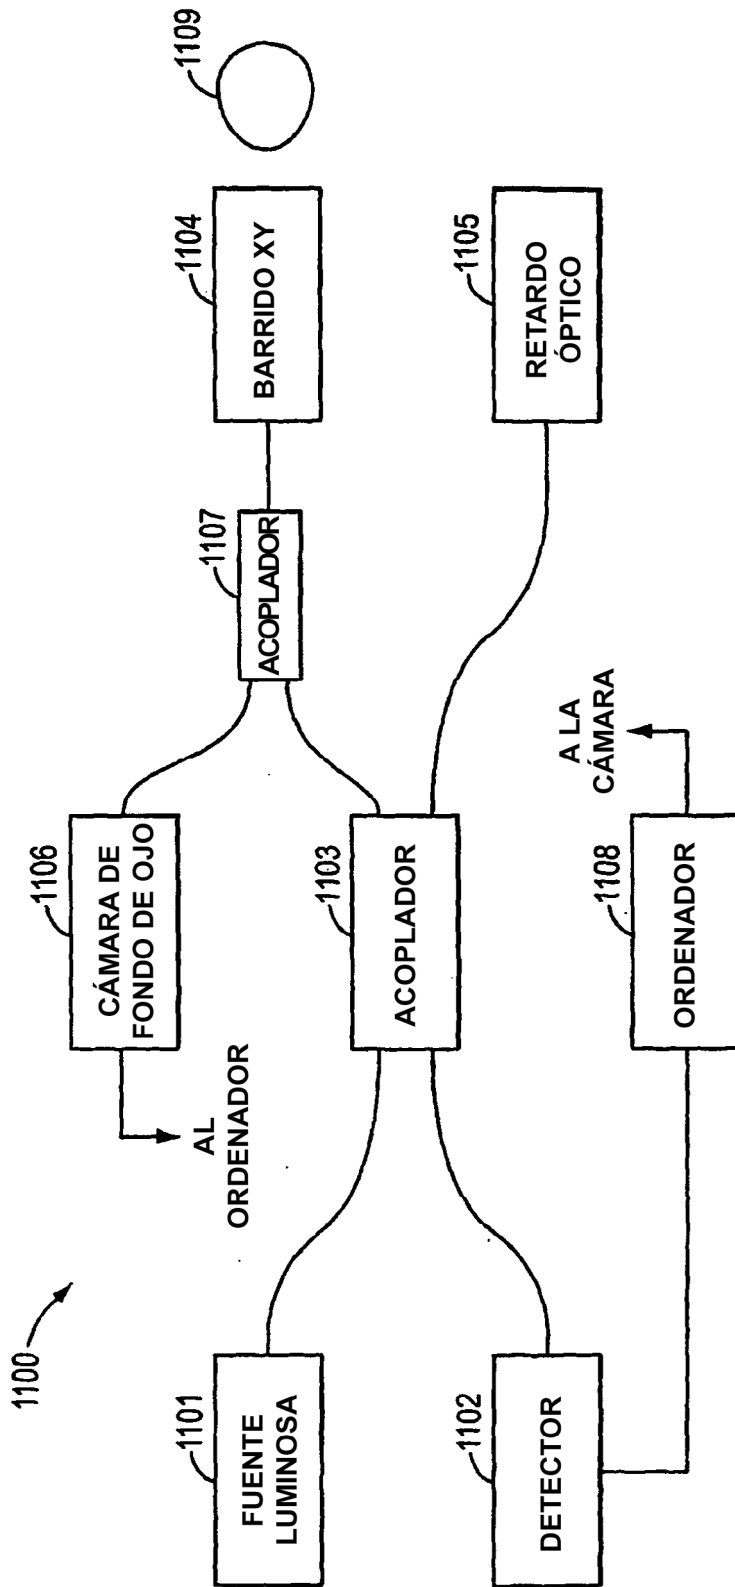 1100
1101
FUENTE
LUMINOSA
1102
DETECTOR
AL
ORDENADOR
1106
CÁMARA DE
FONDO DE OJO
1103
ACOPLADOR
1108
ORDENADOR
A LA
CÁMARA
1107
ACOPLADOR
1104
BARRIDO XY
1105
RETARDO
ÓPTICO
1109